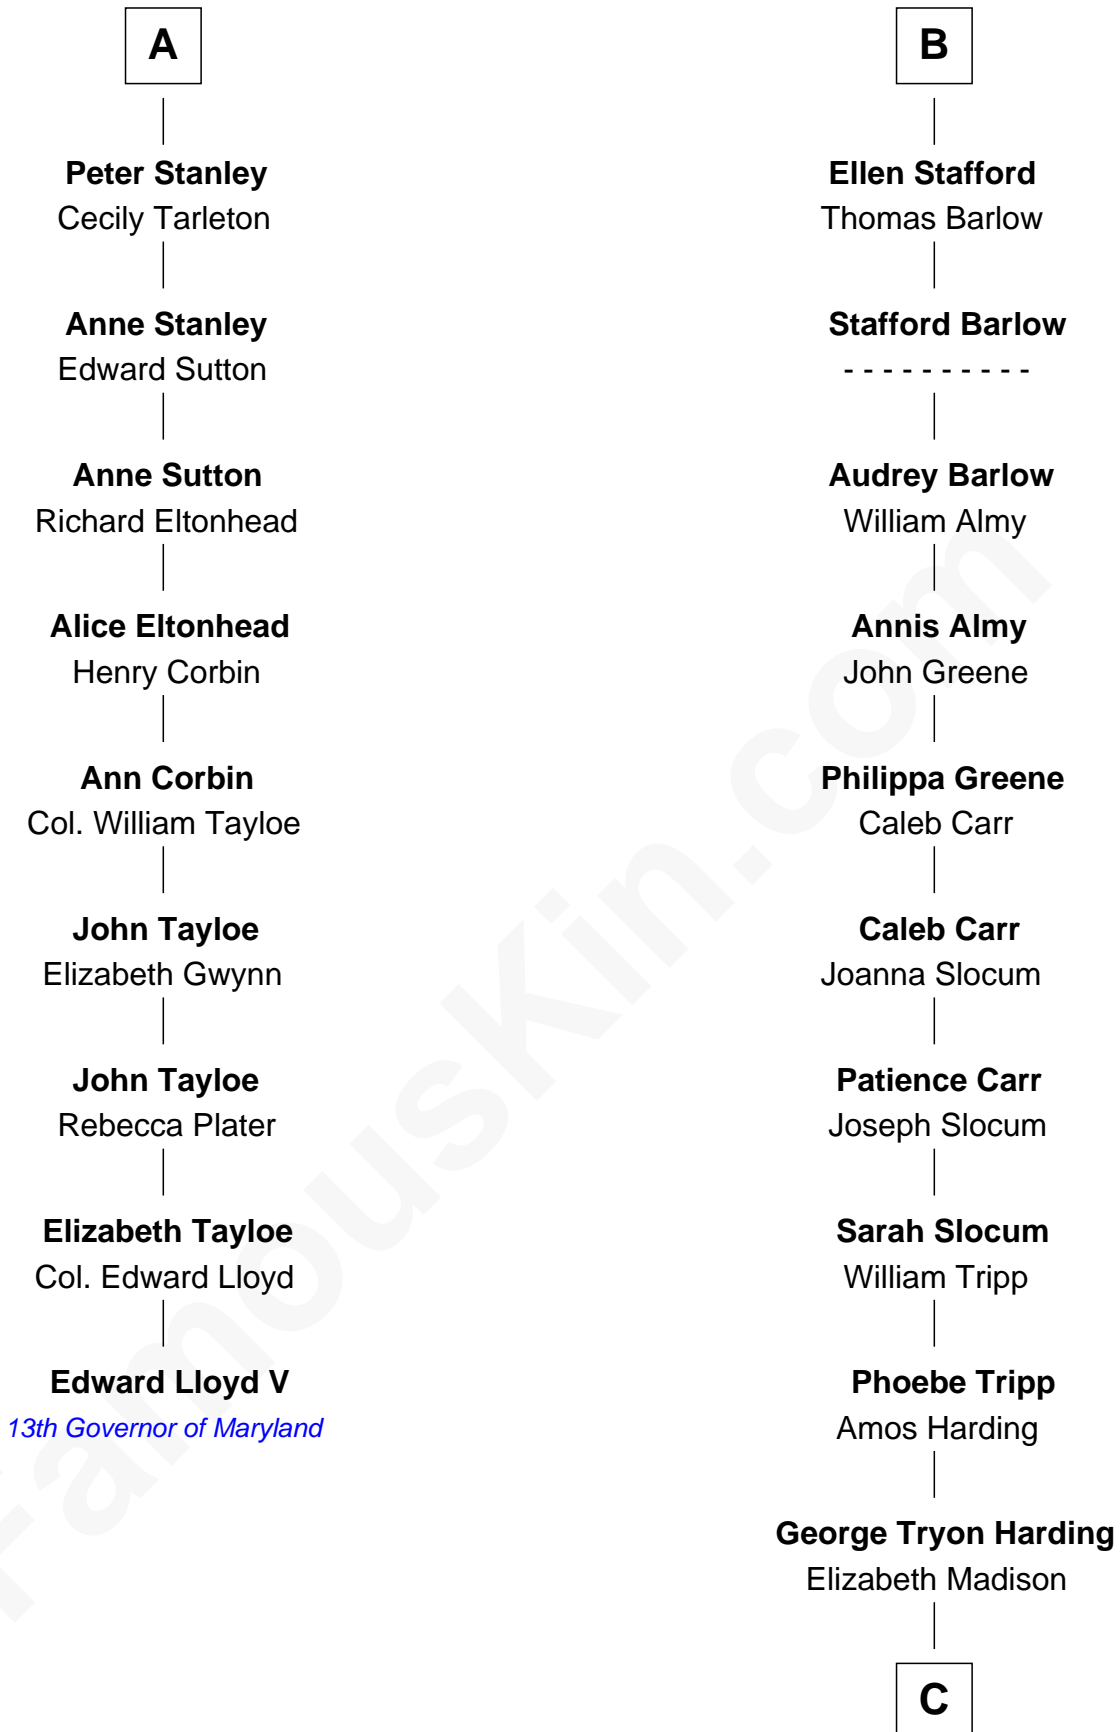 A
Peter Stanley
Cecily Tarleton
Anne Stanley
Edward Sutton
Anne Sutton
Richard Eltonhead
Alice Eltonhead
Henry Corbin
Ann Corbin
Col. William Tayloe
John Tayloe
Elizabeth Gwynn
John Tayloe
Rebecca Plater
Elizabeth Tayloe
Col. Edward Lloyd
Edward Lloyd V
13th Governor of Maryland
B
Ellen Stafford
Thomas Barlow
Stafford Barlow
- - - - - - - - - -
Audrey Barlow
William Almy
Annis Almy
John Greene
Philippa Greene
Caleb Carr
Caleb Carr
Joanna Slocum
Patience Carr
Joseph Slocum
Sarah Slocum
William Tripp
Phoebe Tripp
Amos Harding
George Tryon Harding
Elizabeth Madison
C
FamousKin.com